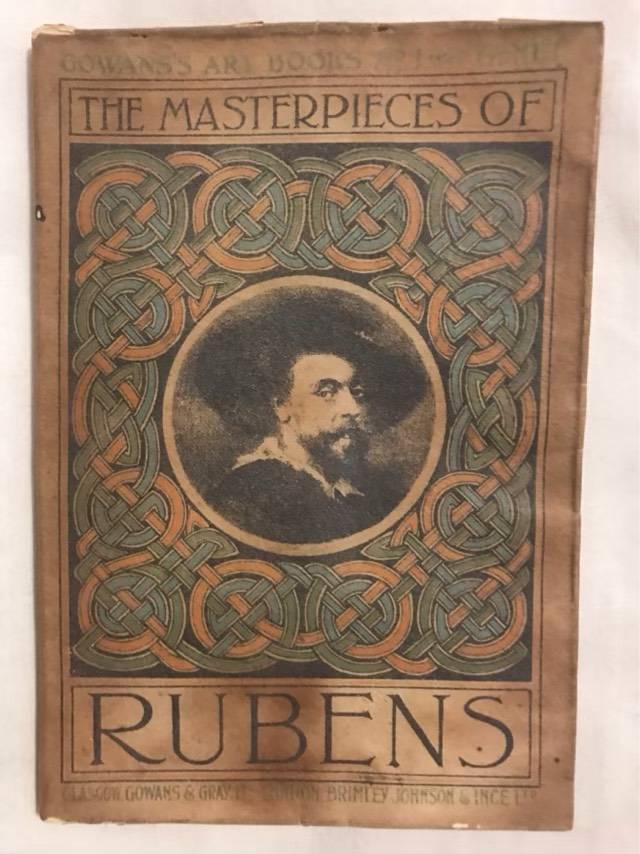 GOWANS'S ART BOOKS
THE MASTERPIECES OF
RUBENS
GLASGOW, GOWANS & GRAY, LONDON, BRIMLEY JOHNSON & INCE LTD